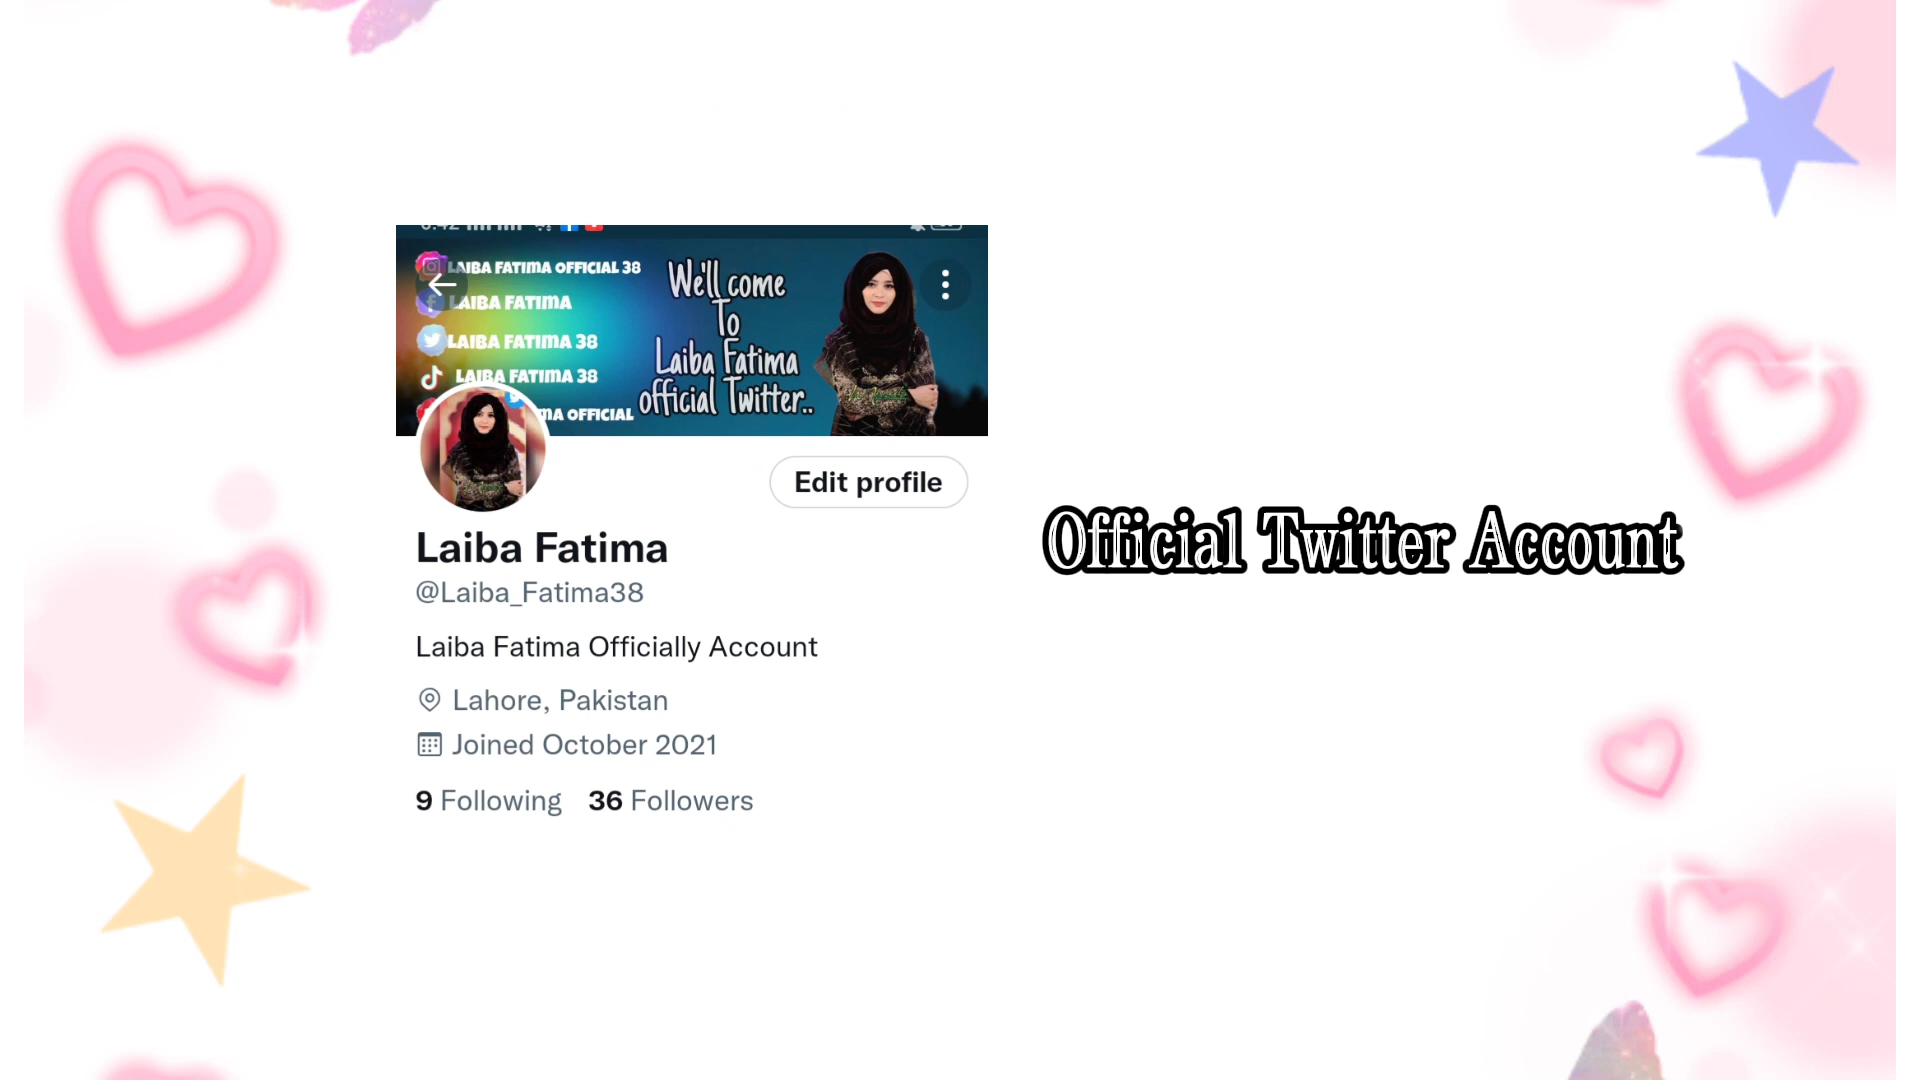 LAIBA FATIMA OFFICIAL 38
LAIBA FATIMA
LAIBA FATIMA 38
LAIBA FATIMA 38
MA OFFICIAL
We'll come
To
Laiba Fatima
official Twitter..
Edit profile
Laiba Fatima
@Laiba_Fatima38
Laiba Fatima Officially Account
Lahore, Pakistan
Joined October 2021
9 Following 36 Followers
Official Twitter Account